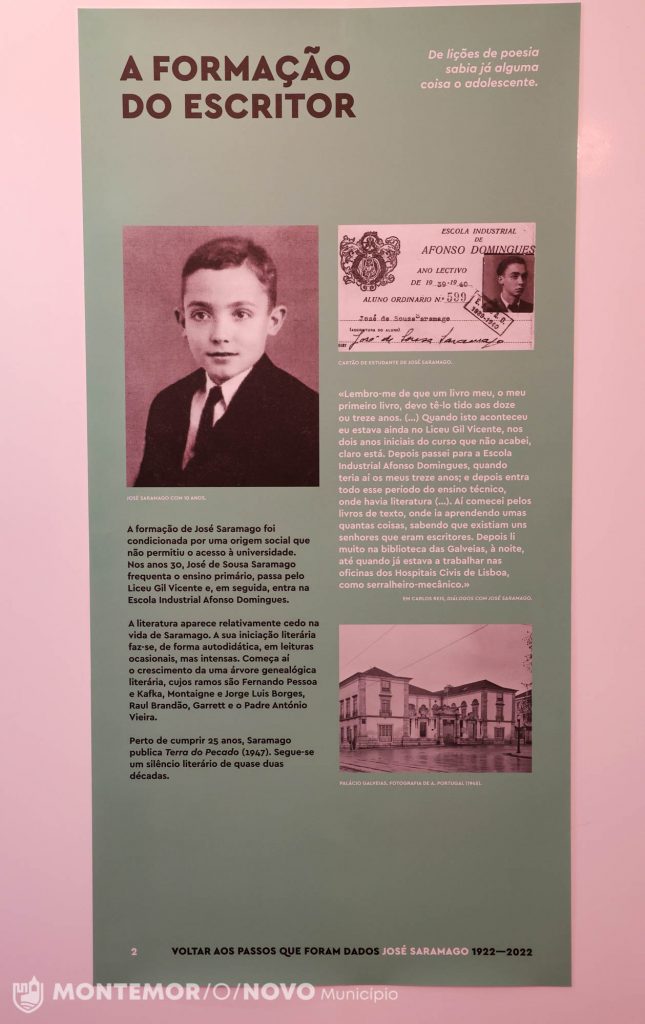 A FORMAÇÃO
DO ESCRITOR
De lições de poesia
sabia já alguma
coisa o adolescente.
ESCOLA INDUSTRIAL
DE
AFONSO DOMINGUES
ANO LECTIVO
DE 1939-1940
ALUNO ORDINARIO N.º 599
José de Sousa Saramago
(ASSINATURA DO ALUNO)
José de Sousa Saramago
CARTÃO DE ESTUDANTE DE JOSÉ SARAMAGO.
JOSÉ SARAMAGO COM 10 ANOS.
A formação de José Saramago foi
condicionada por uma origem social que
não permitiu o acesso à universidade.
Nos anos 30, José de Sousa Saramago
frequenta o ensino primário, passa pelo
Liceu Gil Vicente e, em seguida, entra na
Escola Industrial Afonso Domingues.
A literatura aparece relativamente cedo na
vida de Saramago. A sua iniciação literária
faz-se, de forma autodidática, em leituras
ocasionais, mas intensas. Começa aí
o crescimento da uma árvore genealógica
literária, cujos ramos são Fernando Pessoa
e Kafka, Montaigne e Jorge Luis Borges,
Raul Brandão, Garrett e o Padre António
Vieira.
Perto de cumprir 25 anos, Saramago
publica Terra do Pecado (1947). Segue-se
um silêncio literário de quase duas
décadas.
«Lembro-me de que um livro meu, o meu
primeiro livro, devo tê-lo tido aos doze
ou treze anos. (...) Quando isto aconteceu
eu estava ainda no Liceu Gil Vicente, nos
dois anos iniciais do curso que não acabei,
claro está. Depois passei para a Escola
Industrial Afonso Domingues, quando
teria aí os meus treze anos; e depois entra
todo esse período do ensino técnico,
onde havia literatura (...). Aí comecei pelos
livros de texto, onde ia aprendendo umas
quantas coisas, sabendo que existiam uns
senhores que eram escritores. Depois li
muito na biblioteca das Galveias, à noite,
até quando já estava a trabalhar nas
oficinas dos Hospitais Civis de Lisboa,
como serralheiro-mecânico.»
EM CARLOS REIS, DIÁLOGOS COM JOSÉ SARAMAGO.
PALÁCIO GALVEIAS. FOTOGRAFIA DE A. PORTUGAL (1945).
2
VOLTAR AOS PASSOS QUE FORAM DADOS JOSÉ SARAMAGO 1922—2022
MONTEMOR/O/NOVO Município